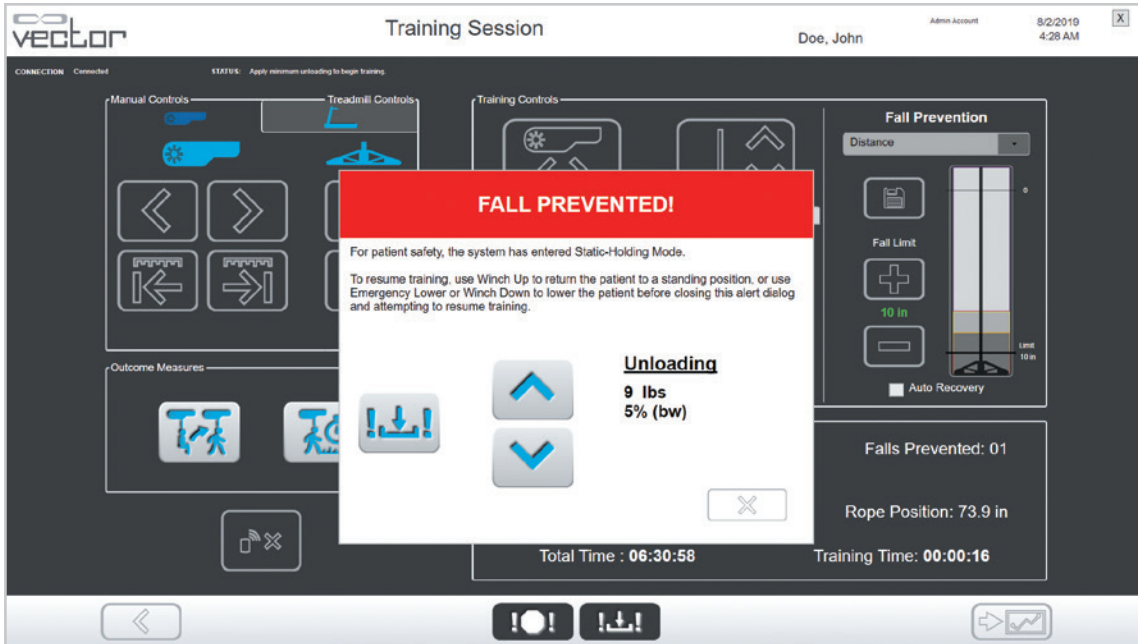 vector
Training Session
Doe, John
Admin Account
8/2/2019
4:28 AM
X
CONNECTION Connected
STATUS: Apply minimum unloading to begin training.
Manual Controls
Treadmill Controls
Training Controls
Fall Prevention
Distance
0
Fall Limit
10 in
Limit
10 in
Auto Recovery
FALL PREVENTED!
For patient safety, the system has entered Static-Holding Mode.
To resume training, use Winch Up to return the patient to a standing position, or use
Emergency Lower or Winch Down to lower the patient before closing this alert dialog
and attempting to resume training.
Unloading
9 lbs
5% (bw)
Outcome Measures
Falls Prevented: 01
Rope Position: 73.9 in
Total Time : 06:30:58
Training Time: 00:00:16